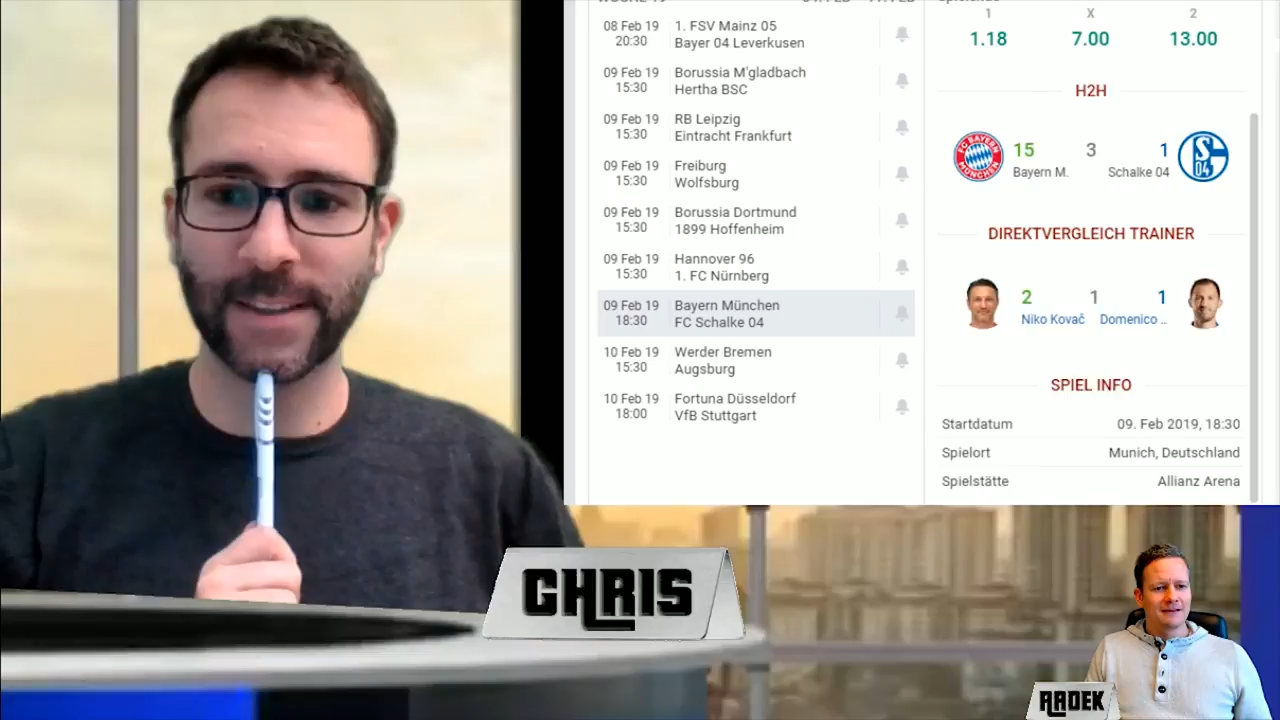 08 Feb 19
20:30
1. FSV Mainz 05
Bayer 04 Leverkusen
09 Feb 19
15:30
Borussia M'gladbach
Hertha BSC
09 Feb 19
15:30
RB Leipzig
Eintracht Frankfurt
09 Feb 19
15:30
Freiburg
Wolfsburg
09 Feb 19
15:30
Borussia Dortmund
1899 Hoffenheim
09 Feb 19
15:30
Hannover 96
1. FC Nürnberg
09 Feb 19
18:30
Bayern München
FC Schalke 04
10 Feb 19
15:30
Werder Bremen
Augsburg
10 Feb 19
18:00
Fortuna Düsseldorf
VfB Stuttgart
1 X 2
1.18 7.00 13.00
H2H
FC BAYERN
MÜNCHEN
15 3 1
Bayern M. Schalke 04
S
04
DIREKTVERGLEICH TRAINER
2 1 1
Niko Kovač Domenico ..
SPIEL INFO
Startdatum 09. Feb 2019, 18:30
Spielort Munich, Deutschland
Spielstätte Allianz Arena
CHRIS
RADEK